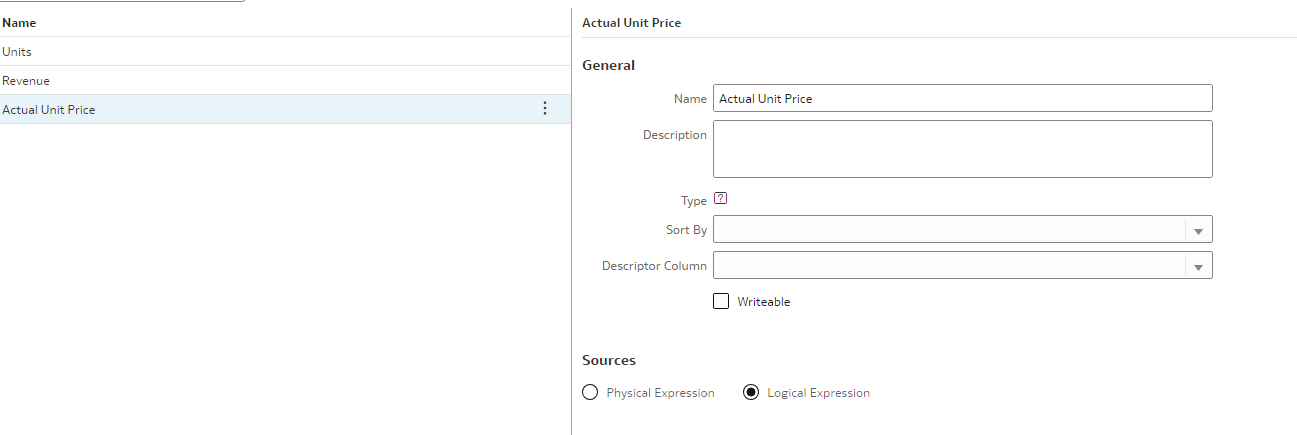 Name
Units
Revenue
Actual Unit Price
Actual Unit Price
General
Name Actual Unit Price
Description
Type ?
Sort By
Descriptor Column
Writeable
Sources
Physical Expression Logical Expression